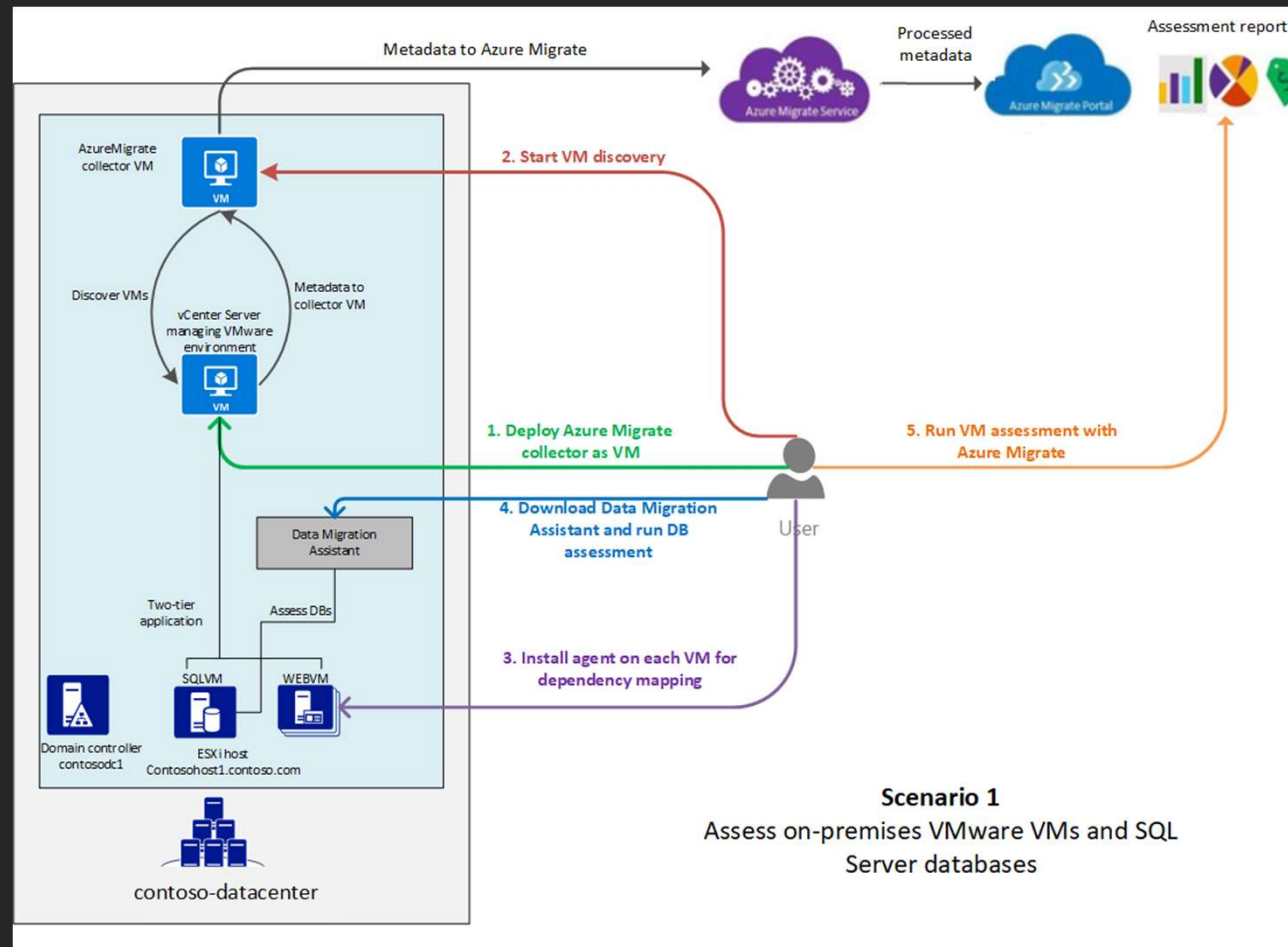 Metadata to Azure Migrate
Processed
metadata
Assessment report
Azure Migrate Service
Azure Migrate Portal
AzureMigrate
collector VM
VM
2. Start VM discovery
Discover VMs
Metadata to
collector VM
vCenter Server
managing VMware
environment
VM
1. Deploy Azure Migrate
collector as VM
5. Run VM assessment with
Azure Migrate
4. Download Data Migration
Assistant and run DB
assessment
User
Data Migration
Assistant
Two-tier
application
Assess DBs
3. Install agent on each VM for
dependency mapping
SQLVM
WEBVM
Domain controller
contosodc1
ESXi host
Contosohost1.contoso.com
contoso-datacenter
Scenario 1
Assess on-premises VMware VMs and SQL
Server databases